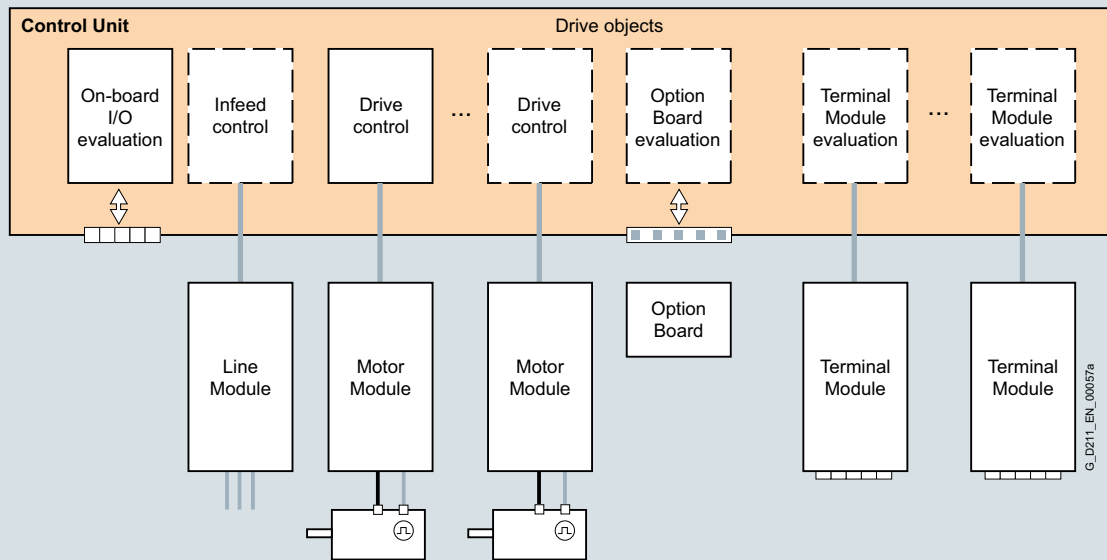 Control Unit
Drive objects
On-board
I/O
evaluation
Infeed
control
Drive
control
...
Drive
control
Option
Board
evaluation
Terminal
Module
evaluation
...
Terminal
Module
evaluation
Line
Module
Motor
Module
Motor
Module
Option
Board
Terminal
Module
Terminal
Module
G_D211_EN_00057a